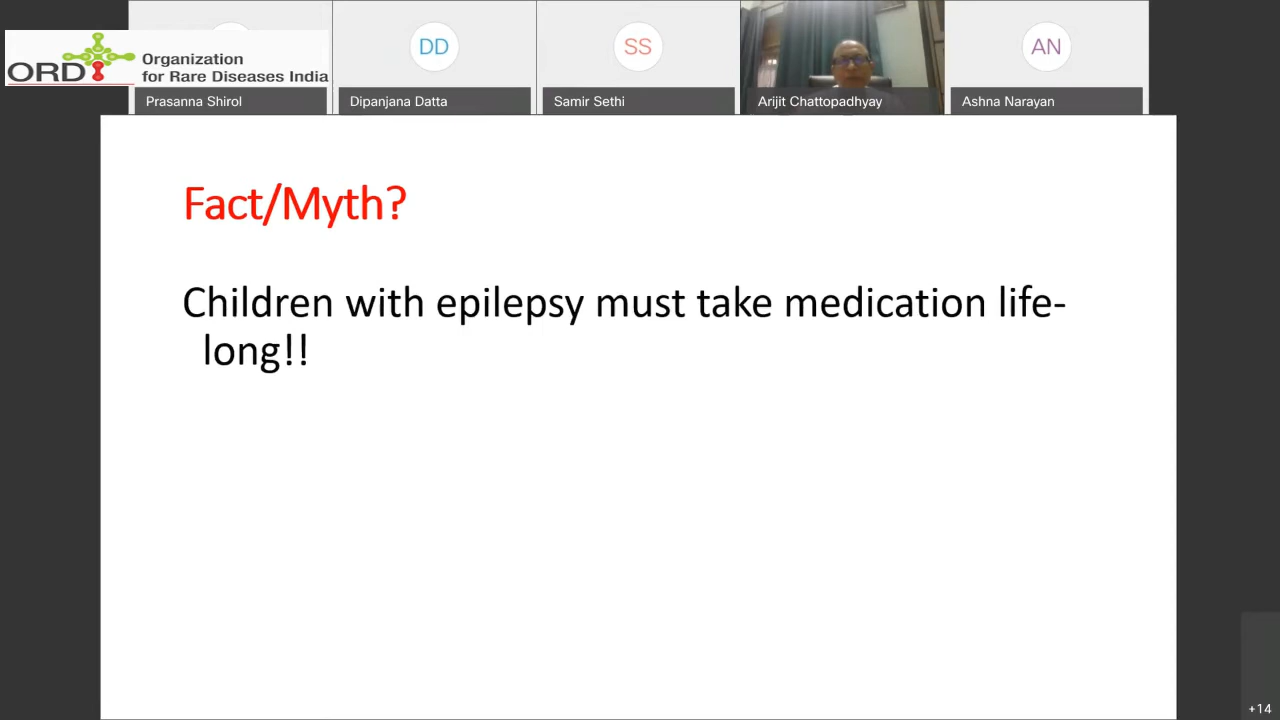 DD
SS
AN
ORDI
Organization
for Rare Diseases India
Prasanna Shirol
Dipanjana Datta
Samir Sethi
Arijit Chattopadhyay
Ashna Narayan
Fact/Myth?
Children with epilepsy must take medication life-
long!!
+14